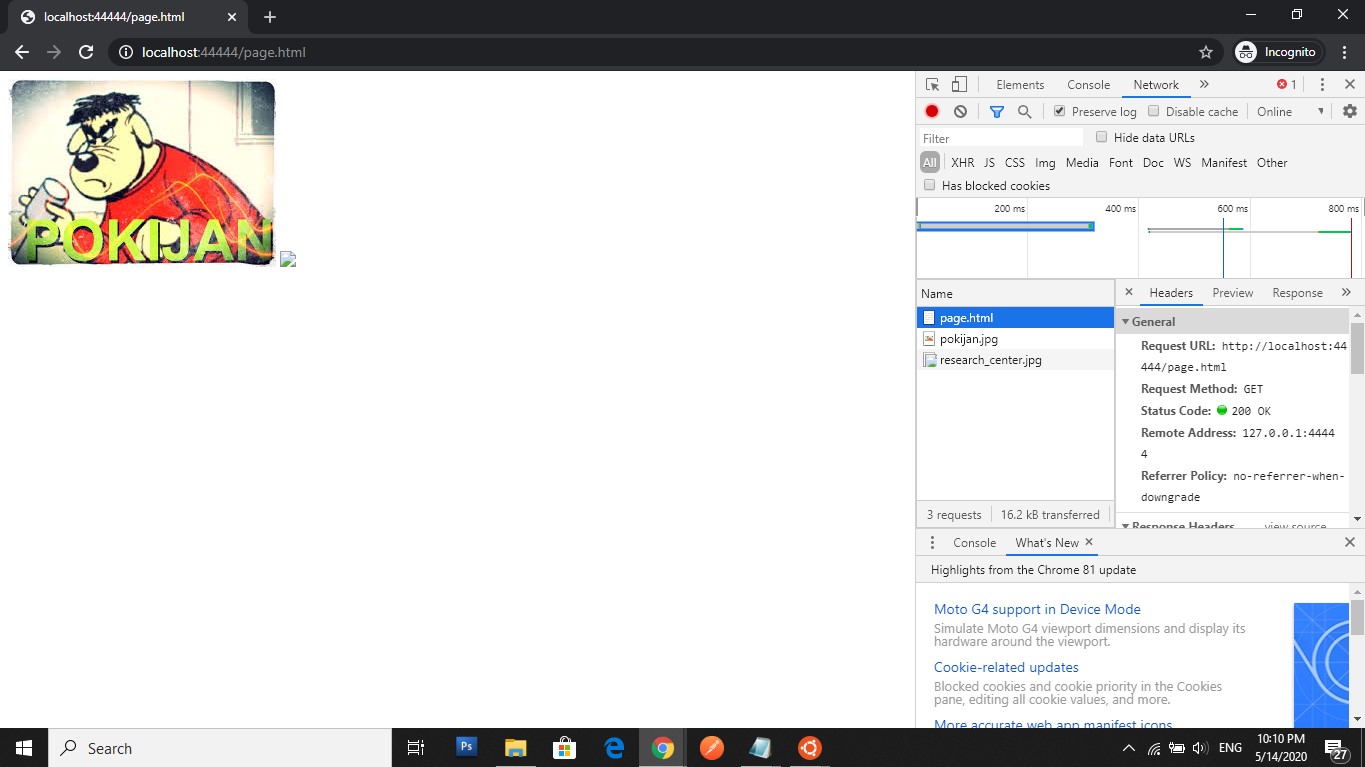 localhost:44444/page.html
localhost:44444/page.html
Incognito
POKIJAN
Elements Console Network 1
Preserve log Disable cache Online
Filter Hide data URLs
All XHR JS CSS Img Media Font Doc WS Manifest Other
Has blocked cookies
200 ms 400 ms 600 ms 800 ms
Name
page.html
pokijan.jpg
research_center.jpg
3 requests 16.2 kB transferred
Headers Preview Response
General
Request URL: http://localhost:44
444/page.html
Request Method: GET
Status Code: 200 OK
Remote Address: 127.0.0.1:4444
4
Referrer Policy: no-referrer-when-
downgrade
Response Headers view source
Console What's New
Highlights from the Chrome 81 update
Moto G4 support in Device Mode
Simulate Moto G4 viewport dimensions and display its
hardware around the viewport.
Cookie-related updates
Blocked cookies and cookie priority in the Cookies
pane, editing all cookie values, and more.
More accurate web app manifest icons
Search
Ps
ENG
10:10 PM
5/14/2020
27